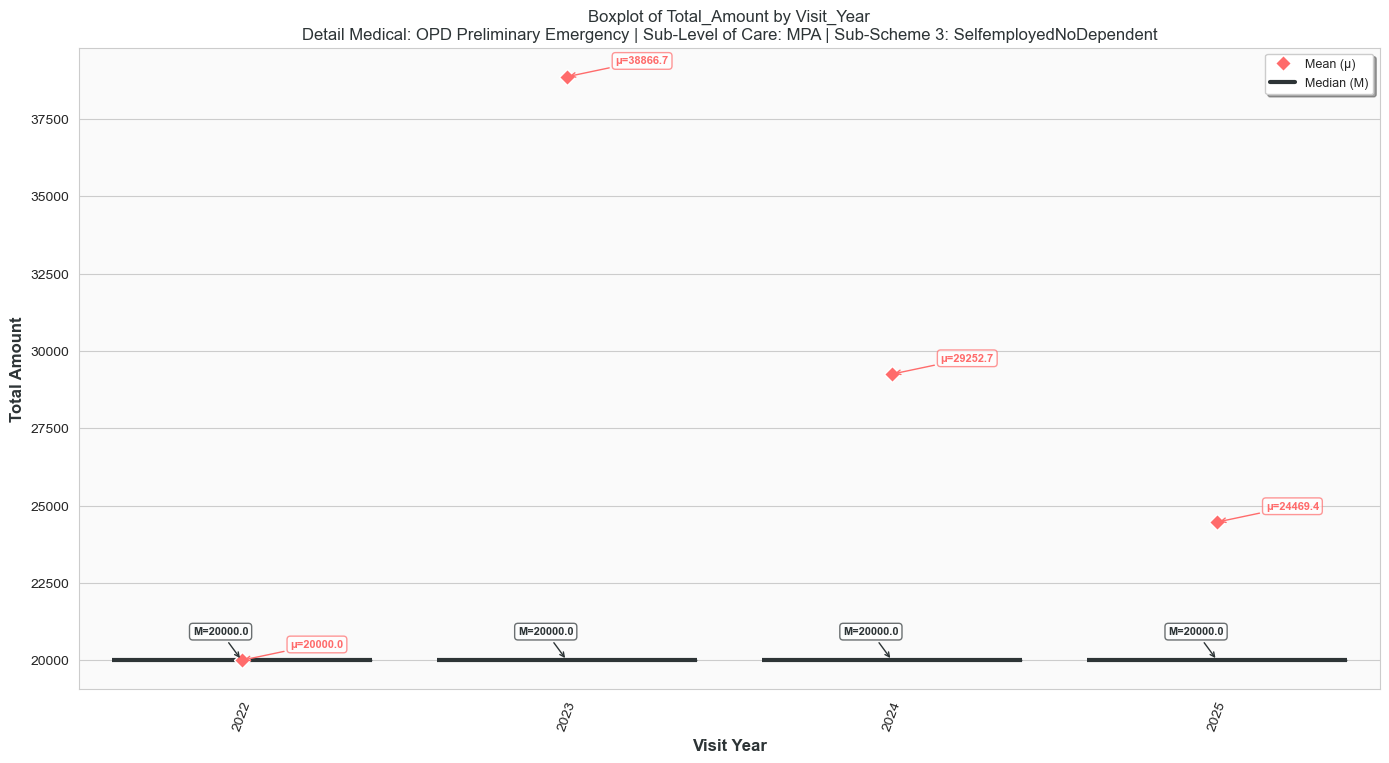 Boxplot of Total_Amount by Visit_Year
Detail Medical: OPD Preliminary Emergency | Sub-Level of Care: MPA | Sub-Scheme 3: SelfemployedNoDependent
Mean (μ)
Median (M)
Total Amount
37500
35000
32500
30000
27500
25000
22500
20000
μ=38866.7
μ=29252.7
μ=24469.4
M=20000.0
μ=20000.0
M=20000.0
M=20000.0
M=20000.0
2022
2023
2024
2025
Visit Year